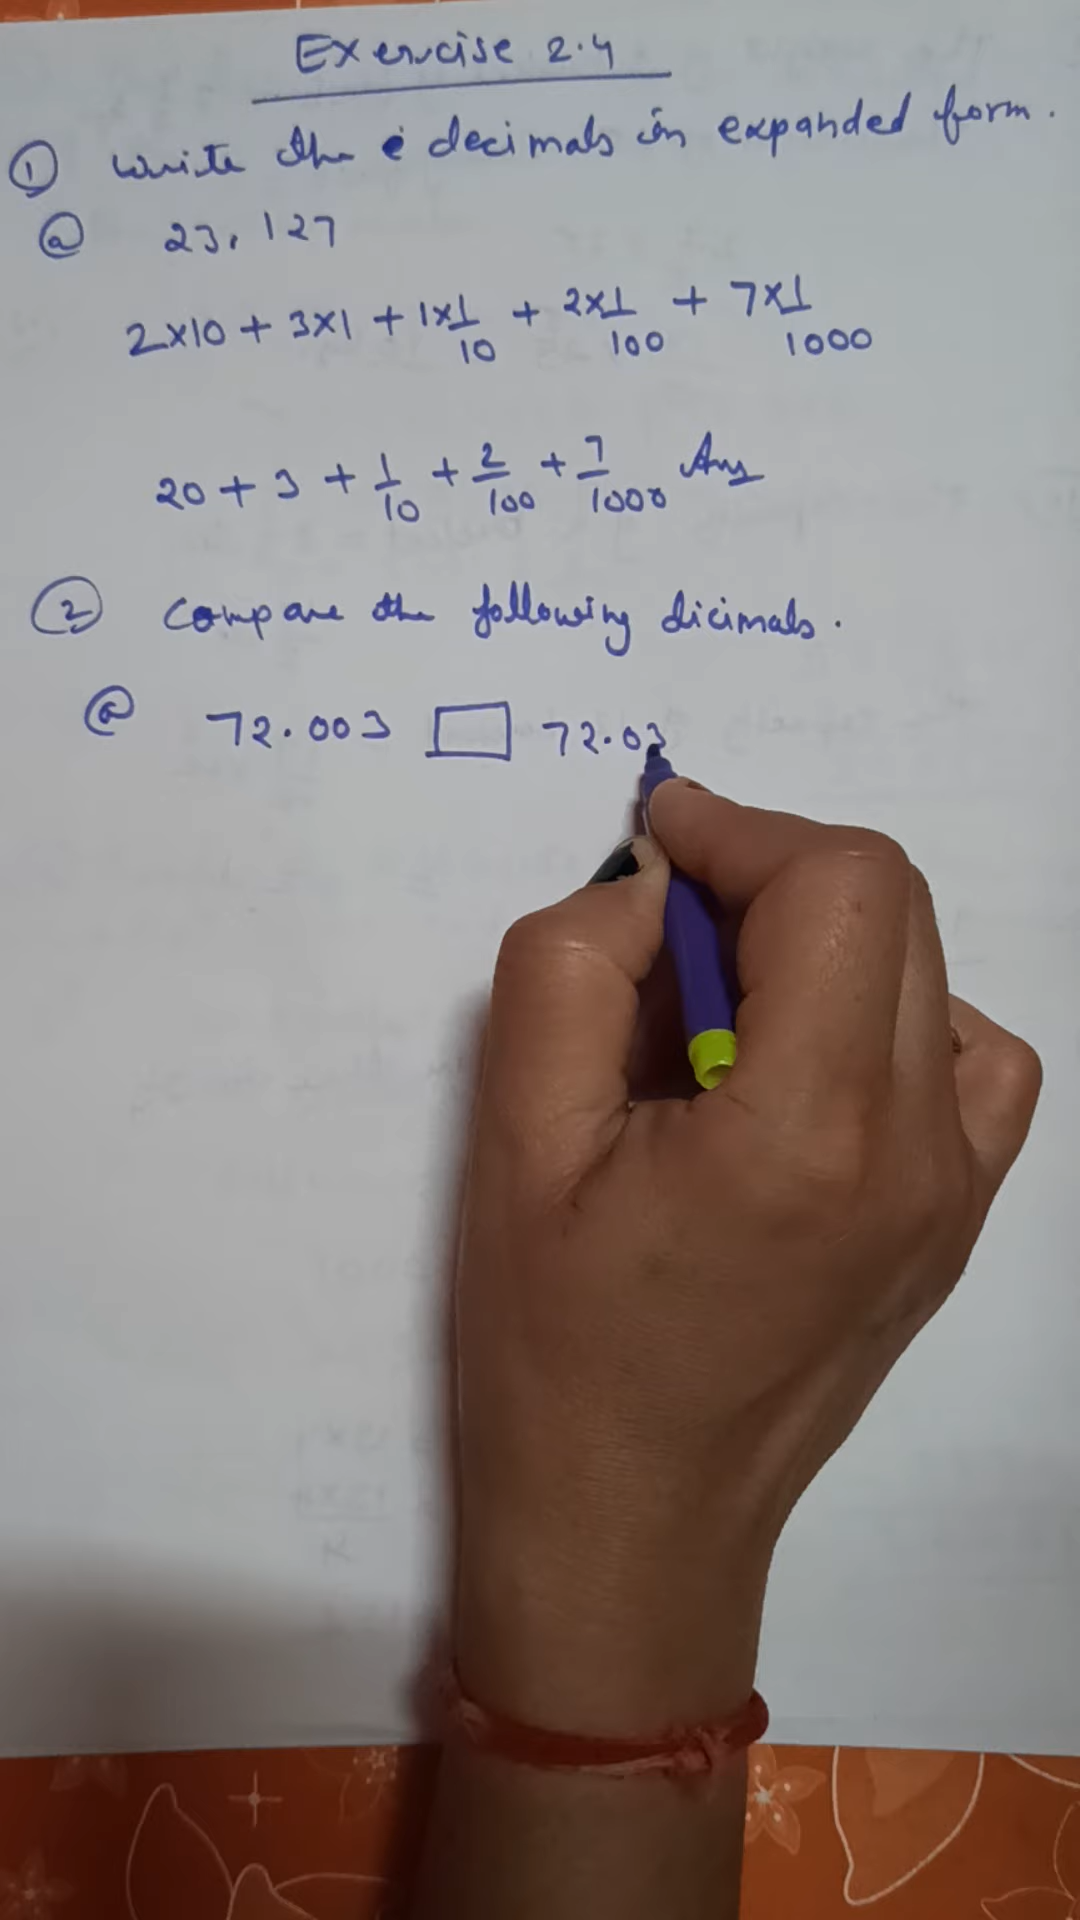 Exercise 2.4
① Write the e decimals in expanded form.
ⓐ 23.127
2×10 + 3×1 + 1×1/10 + 2×1/100 + 7×1/1000
20 + 3 + 1/10 + 2/100 + 7/1000 Ans
② Compare the following dicimals.
ⓐ 72.003 □ 72.03